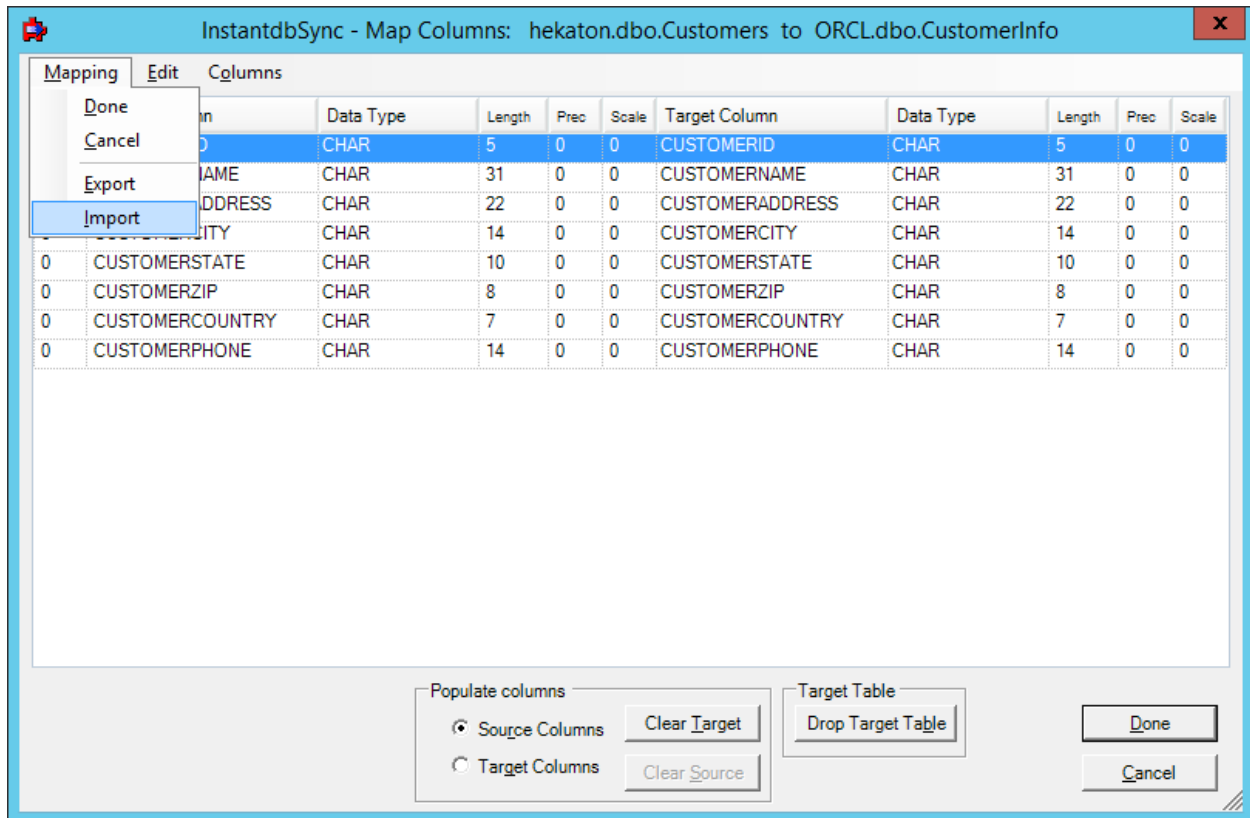 InstantdbSync - Map Columns: hekaton.dbo.Customers to ORCL.dbo.CustomerInfo x
Mapping Edit Columns
Done
Cancel
Export
Import
Data Type Length Prec Scale Target Column Data Type Length Prec Scale
CHAR 5 0 0 CUSTOMERID CHAR 5 0 0
AME CHAR 31 0 0 CUSTOMERNAME CHAR 31 0 0
DDRESS CHAR 22 0 0 CUSTOMERADDRESS CHAR 22 0 0
CITY CHAR 14 0 0 CUSTOMERCITY CHAR 14 0 0
0 CUSTOMERSTATE CHAR 10 0 0 CUSTOMERSTATE CHAR 10 0 0
0 CUSTOMERZIP CHAR 8 0 0 CUSTOMERZIP CHAR 8 0 0
0 CUSTOMERCOUNTRY CHAR 7 0 0 CUSTOMERCOUNTRY CHAR 7 0 0
0 CUSTOMERPHONE CHAR 14 0 0 CUSTOMERPHONE CHAR 14 0 0
Populate columns
Source Columns Clear Target
Target Columns Clear Source
Target Table
Drop Target Table
Done
Cancel